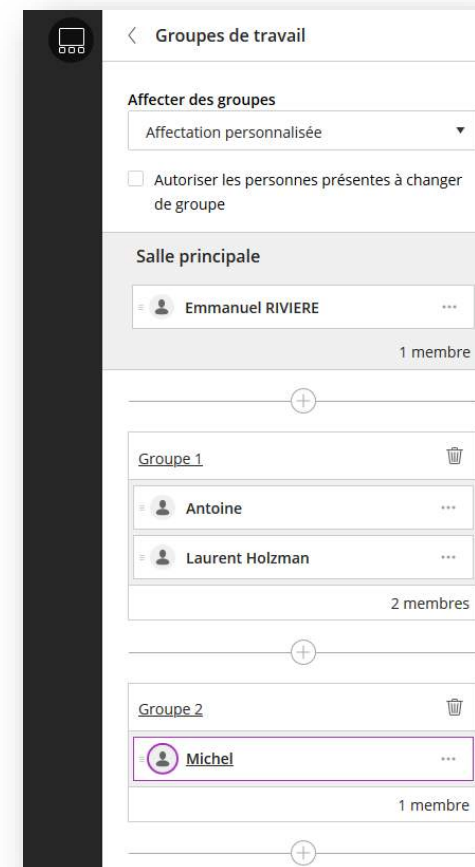 Groupes de travail
Affecter des groupes
Affectation personnalisée
Autoriser les personnes présentes à changer
de groupe
Salle principale
Emmanuel RIVIERE
1 membre
Groupe 1
Antoine
Laurent Holzman
2 membres
Groupe 2
Michel
1 membre